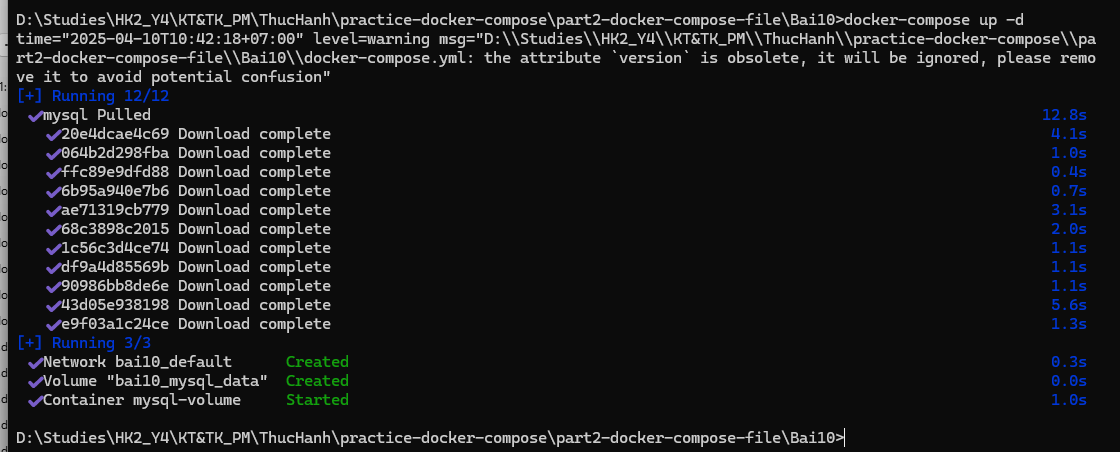 D:\Studies\HK2_Y4\KT&TK_PM\ThucHanh\practice-docker-compose\part2-docker-compose-file\Bai10>docker-compose up -d
time="2025-04-10T10:42:18+07:00" level=warning msg="D:\\Studies\\HK2_Y4\\KT&TK_PM\\ThucHanh\\practice-docker-compose\\pa
rt2-docker-compose-file\\Bai10\\docker-compose.yml: the attribute `version` is obsolete, it will be ignored, please remo
ve it to avoid potential confusion"
[+] Running 12/12
✔mysql Pulled 12.8s
✔20e4dcae4c69 Download complete 4.1s
✔064b2d298fba Download complete 1.0s
✔ffc89e9dfd88 Download complete 0.4s
✔6b95a940e7b6 Download complete 0.7s
✔ae71319cb779 Download complete 3.1s
✔68c3898c2015 Download complete 2.0s
✔1c56c3d4ce74 Download complete 1.1s
✔df9a4d85569b Download complete 1.1s
✔90986bb8de6e Download complete 1.1s
✔43d05e938198 Download complete 5.6s
✔e9f03a1c24ce Download complete 1.3s
[+] Running 3/3
✔Network bai10_default Created 0.3s
✔Volume "bai10_mysql_data" Created 0.0s
✔Container mysql-volume Started 1.0s
D:\Studies\HK2_Y4\KT&TK_PM\ThucHanh\practice-docker-compose\part2-docker-compose-file\Bai10>